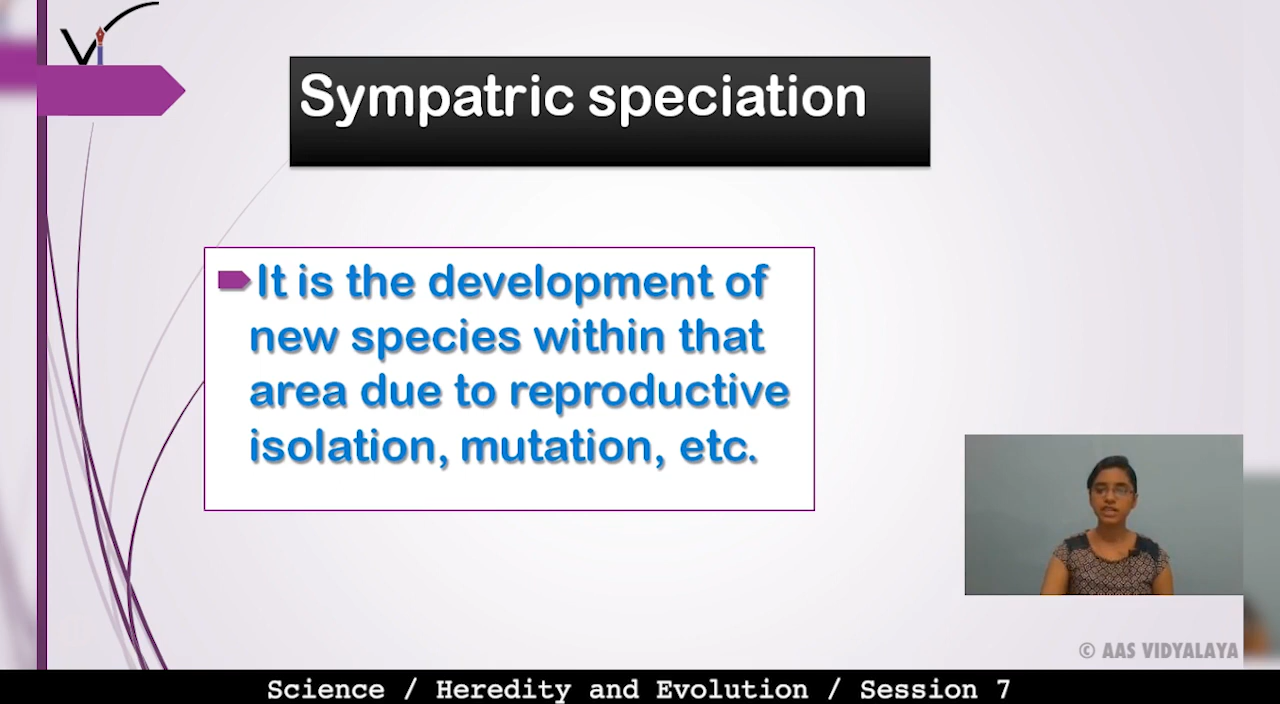 Sympatric speciation
It is the development of
new species within that
area due to reproductive
isolation, mutation, etc.
© AAS VIDYALAYA
Science / Heredity and Evolution / Session 7